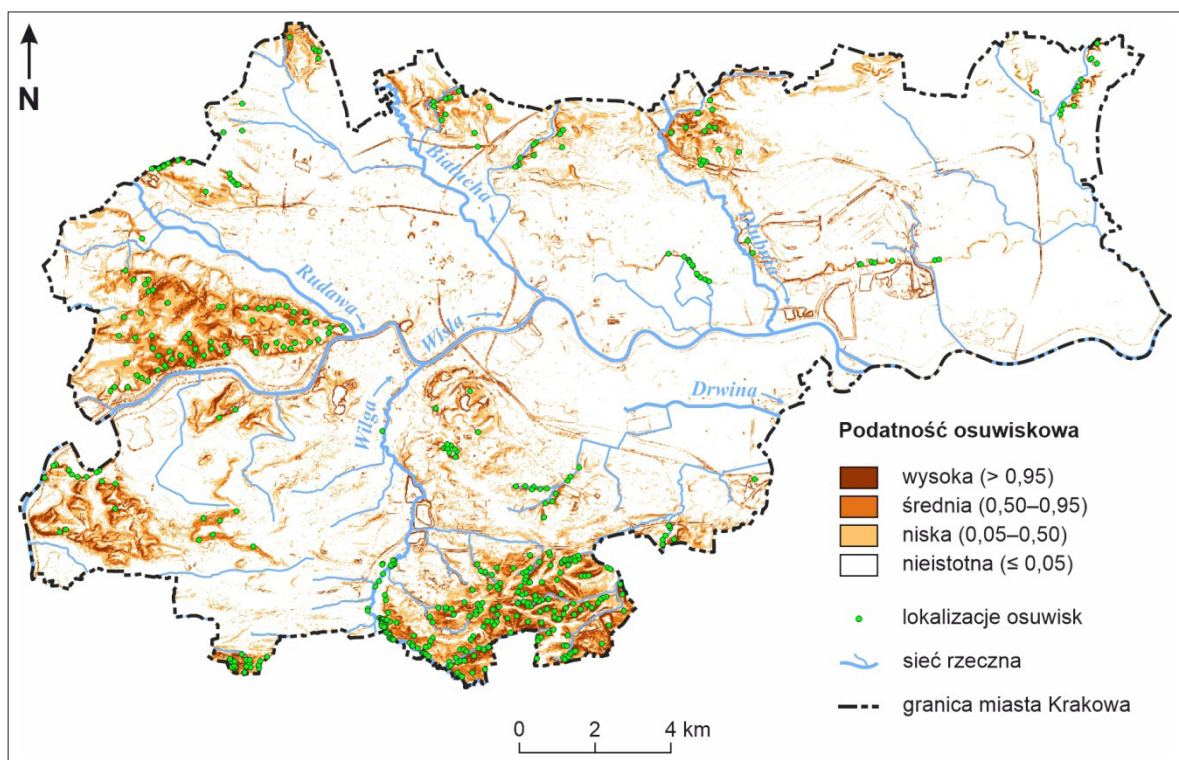 N
Białucha
Dłubnia
Rudawa
Wisła
Wilga
Drwina
Podatność osuwiskowa
wysoka (> 0,95)
średnia (0,50–0,95)
niska (0,05–0,50)
nieistotna (≤ 0,05)
lokalizacje osuwisk
sieć rzeczna
granica miasta Krakowa
0 2 4 km